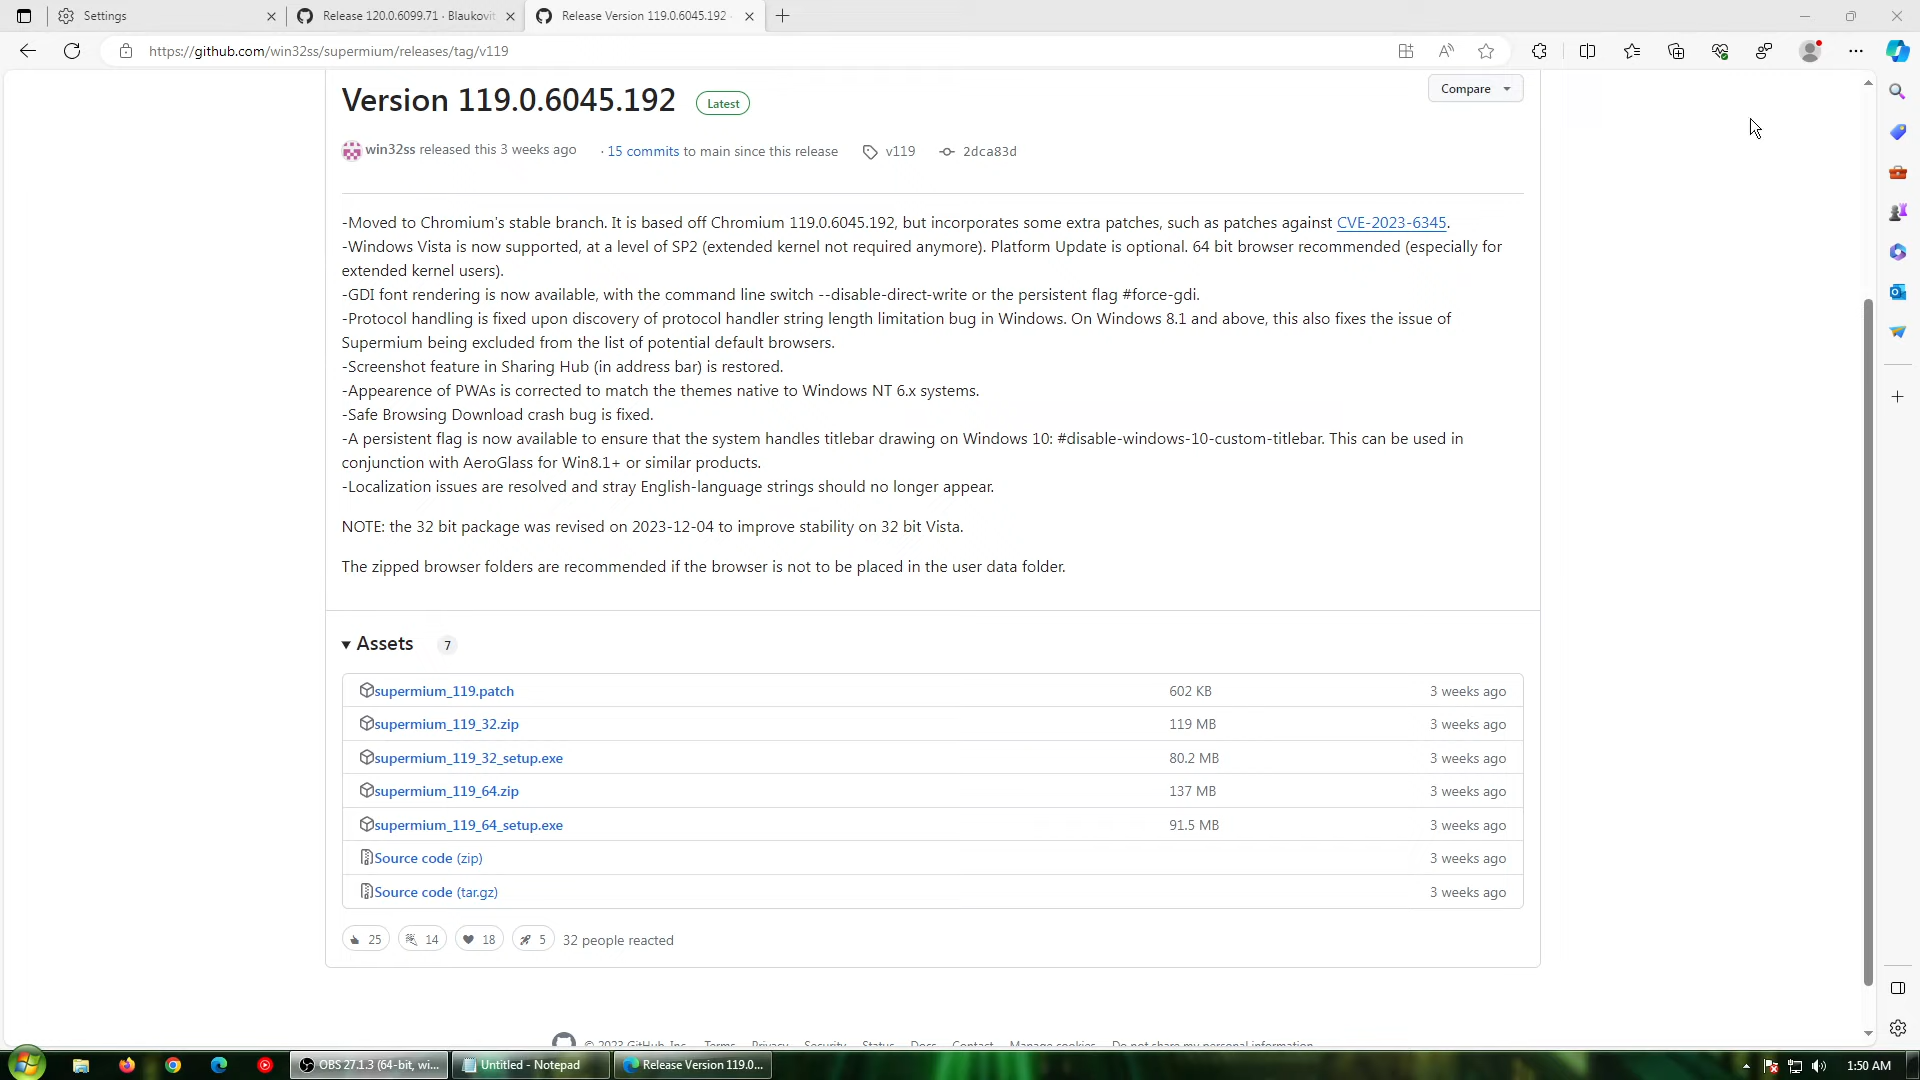 Settings
Release 120.0.6099.71 · Blaukovit
Release Version 119.0.6045.192
https://github.com/win32ss/supermium/releases/tag/v119
Version 119.0.6045.192
Latest
Compare
win32ss released this 3 weeks ago
· 15 commits to main since this release
v119
2dca83d
-Moved to Chromium's stable branch. It is based off Chromium 119.0.6045.192, but incorporates some extra patches, such as patches against CVE-2023-6345.
-Windows Vista is now supported, at a level of SP2 (extended kernel not required anymore). Platform Update is optional. 64 bit browser recommended (especially for
extended kernel users).
-GDI font rendering is now available, with the command line switch --disable-direct-write or the persistent flag #force-gdi.
-Protocol handling is fixed upon discovery of protocol handler string length limitation bug in Windows. On Windows 8.1 and above, this also fixes the issue of
Supermium being excluded from the list of potential default browsers.
-Screenshot feature in Sharing Hub (in address bar) is restored.
-Appearence of PWAs is corrected to match the themes native to Windows NT 6.x systems.
-Safe Browsing Download crash bug is fixed.
-A persistent flag is now available to ensure that the system handles titlebar drawing on Windows 10: #disable-windows-10-custom-titlebar. This can be used in
conjunction with AeroGlass for Win8.1+ or similar products.
-Localization issues are resolved and stray English-language strings should no longer appear.
NOTE: the 32 bit package was revised on 2023-12-04 to improve stability on 32 bit Vista.
The zipped browser folders are recommended if the browser is not to be placed in the user data folder.
Assets 7
supermium_119.patch 602 KB 3 weeks ago
supermium_119_32.zip 119 MB 3 weeks ago
supermium_119_32_setup.exe 80.2 MB 3 weeks ago
supermium_119_64.zip 137 MB 3 weeks ago
supermium_119_64_setup.exe 91.5 MB 3 weeks ago
Source code (zip) 3 weeks ago
Source code (tar.gz) 3 weeks ago
25 14 18 5 32 people reacted
© 2023 GitHub, Inc. Terms Privacy Security Status Docs Contact Manage cookies Do not share my personal information
OBS 27.1.3 (64-bit, wi...
Untitled - Notepad
Release Version 119.0...
1:50 AM